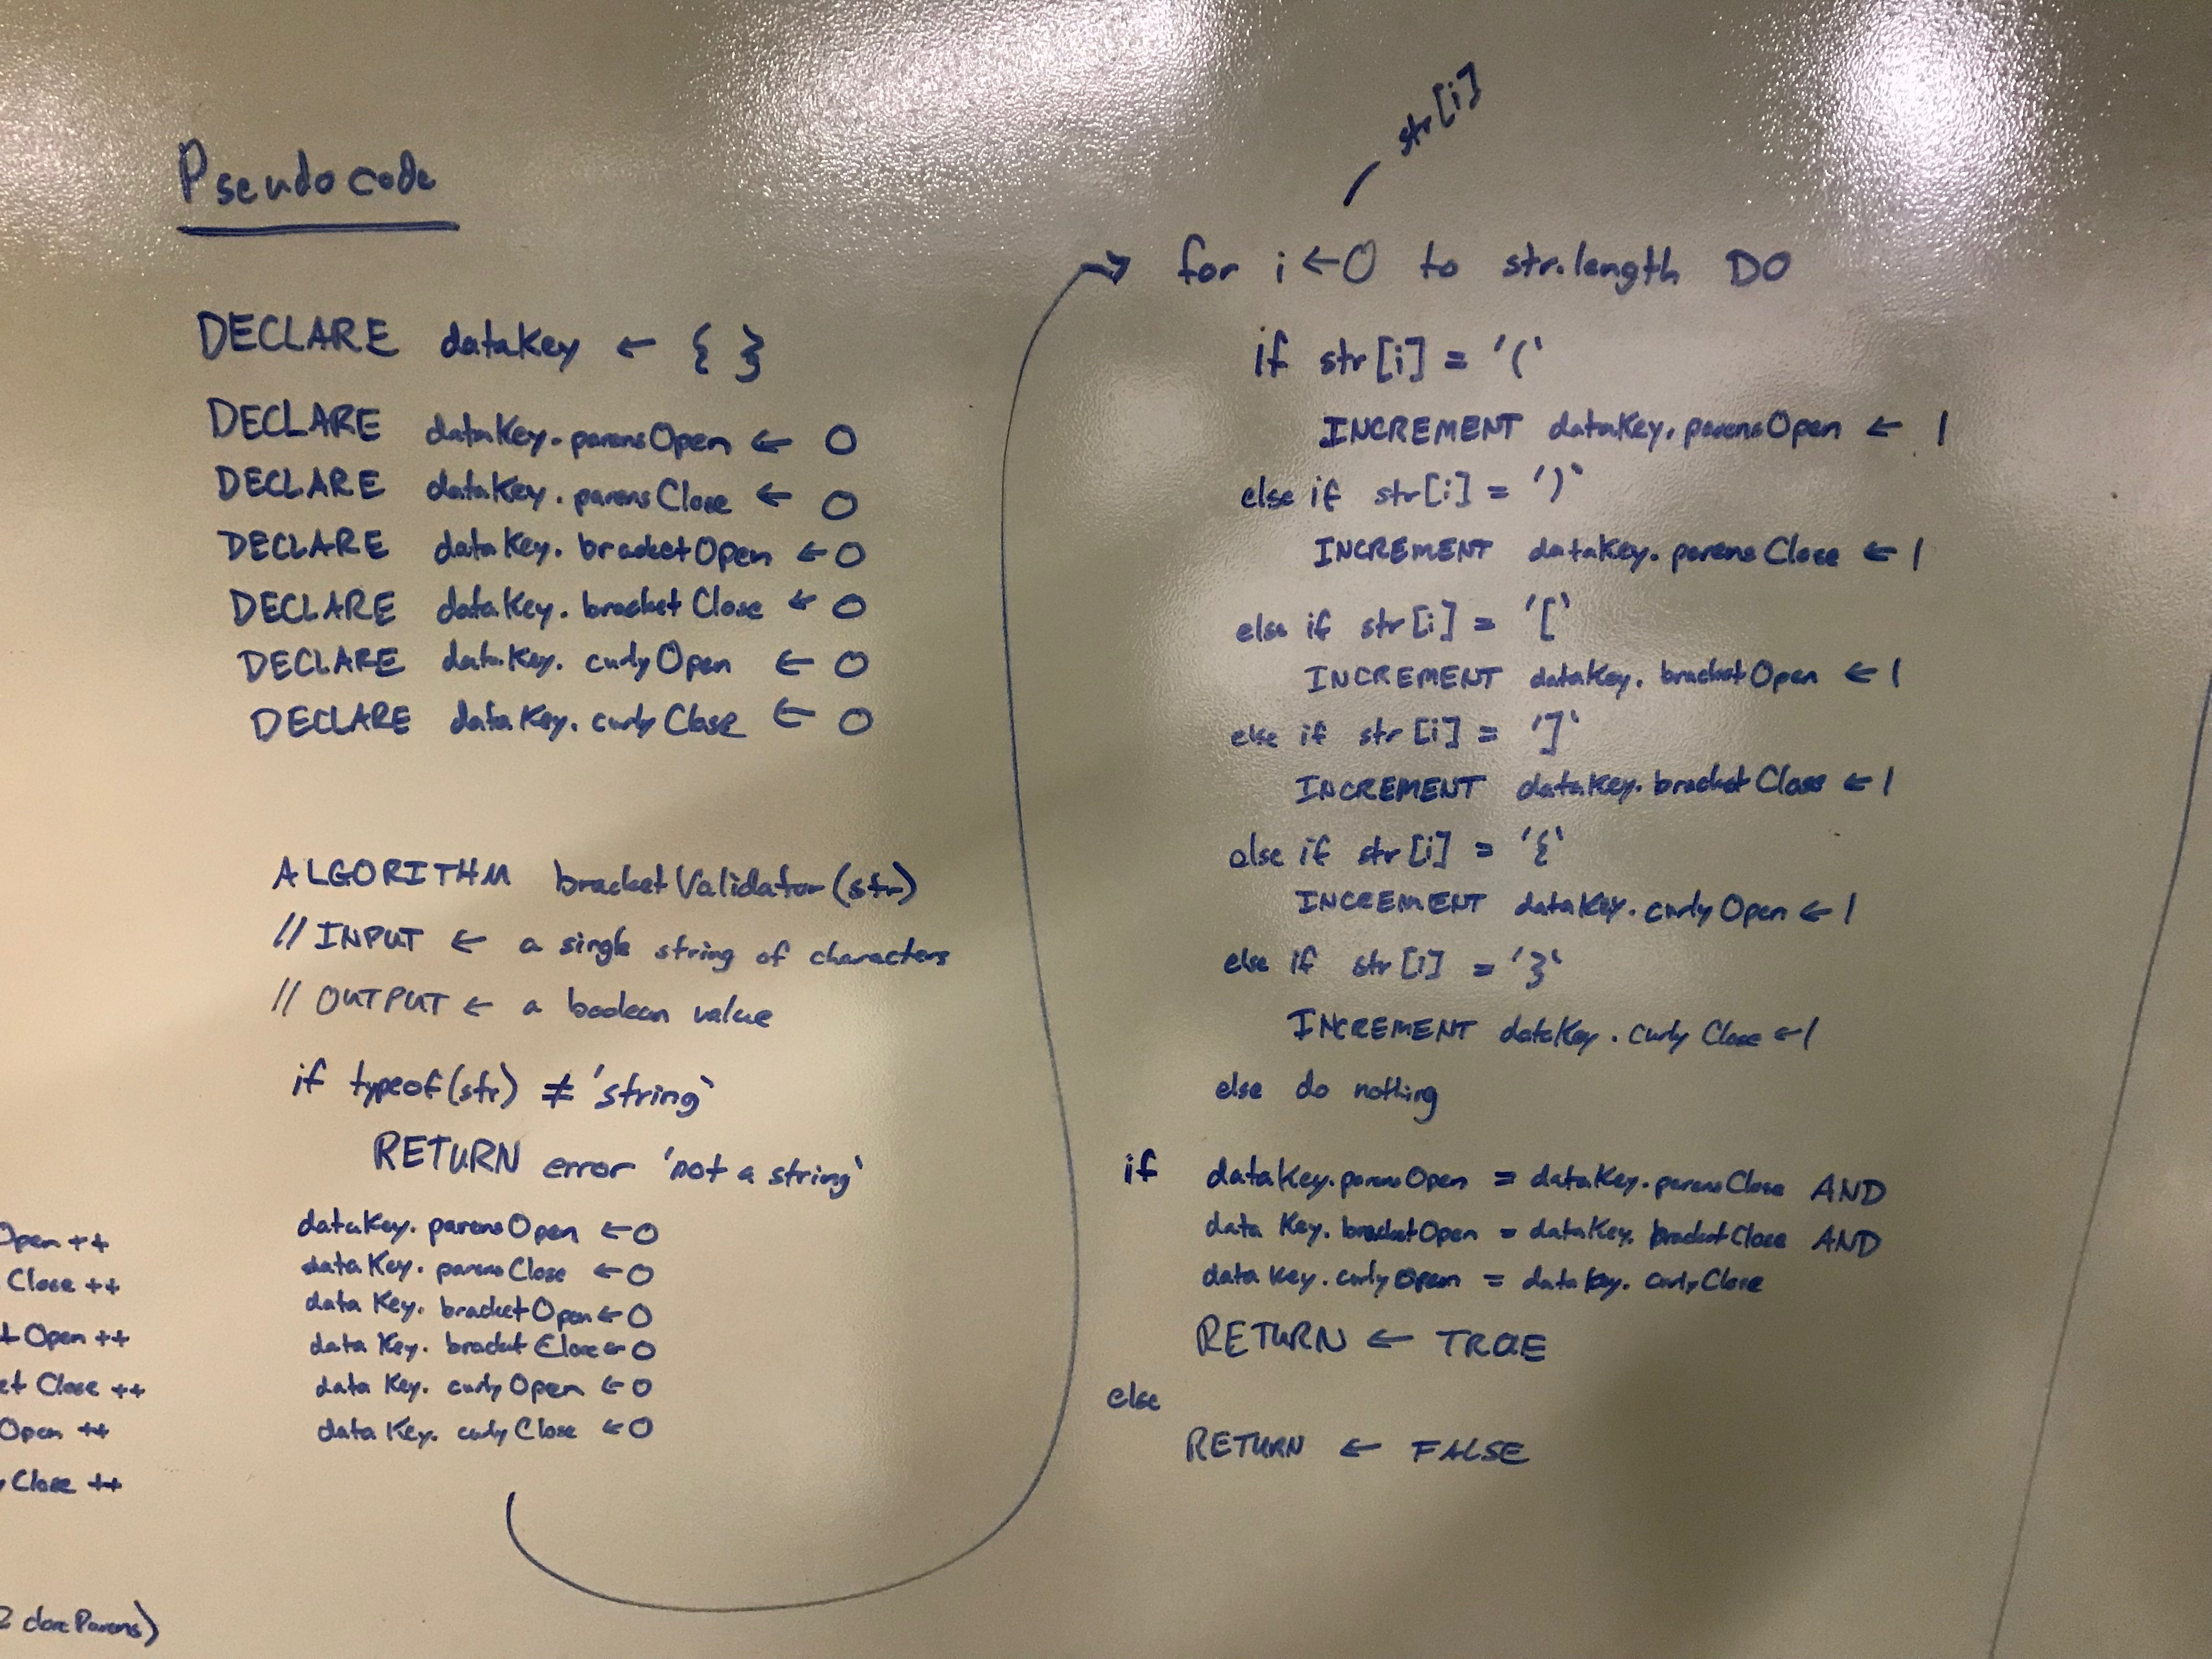 Pseudocode
DECLARE dataKey ← { }
DECLARE dataKey.parensOpen ← 0
DECLARE dataKey.parensClose ← 0
DECLARE dataKey.bracketOpen ← 0
DECLARE dataKey.bracketClose ← 0
DECLARE dataKey.curlyOpen ← 0
DECLARE dataKey.curlyClose ← 0
ALGORITHM bracketValidator(str)
// INPUT ← a single string of characters
// OUTPUT ← a boolean value
if typeof(str) ≠ 'string`
RETURN error 'not a string`
dataKey.parensOpen ← 0
dataKey.parensClose ← 0
dataKey.bracketOpen ← 0
dataKey.bracketClose ← 0
dataKey.curlyOpen ← 0
dataKey.curlyClose ← 0
Open ++
Close ++
Open ++
et Close ++
Open ++
Close ++
closeParens)
str[i]
for i ← 0 to str.length DO
if str[i] = '(`
INCREMENT dataKey.parensOpen ← 1
else if str[i] = ')`
INCREMENT dataKey.parensClose ← 1
else if str[i] = '[`
INCREMENT dataKey.bracketOpen ← 1
else if str[i] = ']`
INCREMENT dataKey.bracketClose ← 1
else if str[i] = '{`
INCREMENT dataKey.curlyOpen ← 1
else if str[i] = '}`
INCREMENT dataKey.curlyClose ← 1
else do nothing
if dataKey.parensOpen = dataKey.parensClose AND
dataKey.bracketOpen = dataKey.bracketClose AND
dataKey.curlyOpen = dataKey.curlyClose
RETURN ← TRUE
else
RETURN ← FALSE